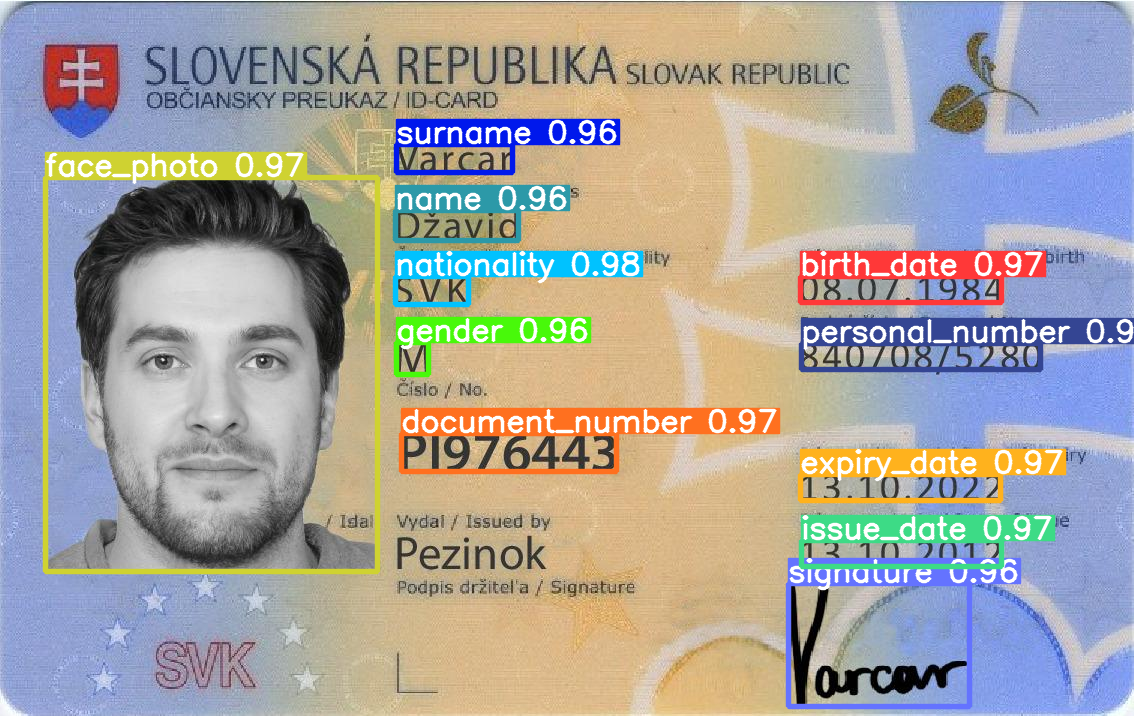 SLOVENSKÁ REPUBLIKA SLOVAK REPUBLIC
OBČIANSKY PREUKAZ / ID-CARD
surname 0.96
Varcar
face_photo 0.97
name 0.96
Džavid
nationality 0.98
SVK
birth_date 0.97
birth
08.07.1984
gender 0.96
M
personal_number 0.9
840708/5280
Číslo / No.
document_number 0.97
PI976443
expiry_date 0.97
13.10.2022
Vydal / Issued by
issue_date 0.97
Pezinok
13.10.2012
Podpis držiteľa / Signature
signature 0.96
Varcar
SVK